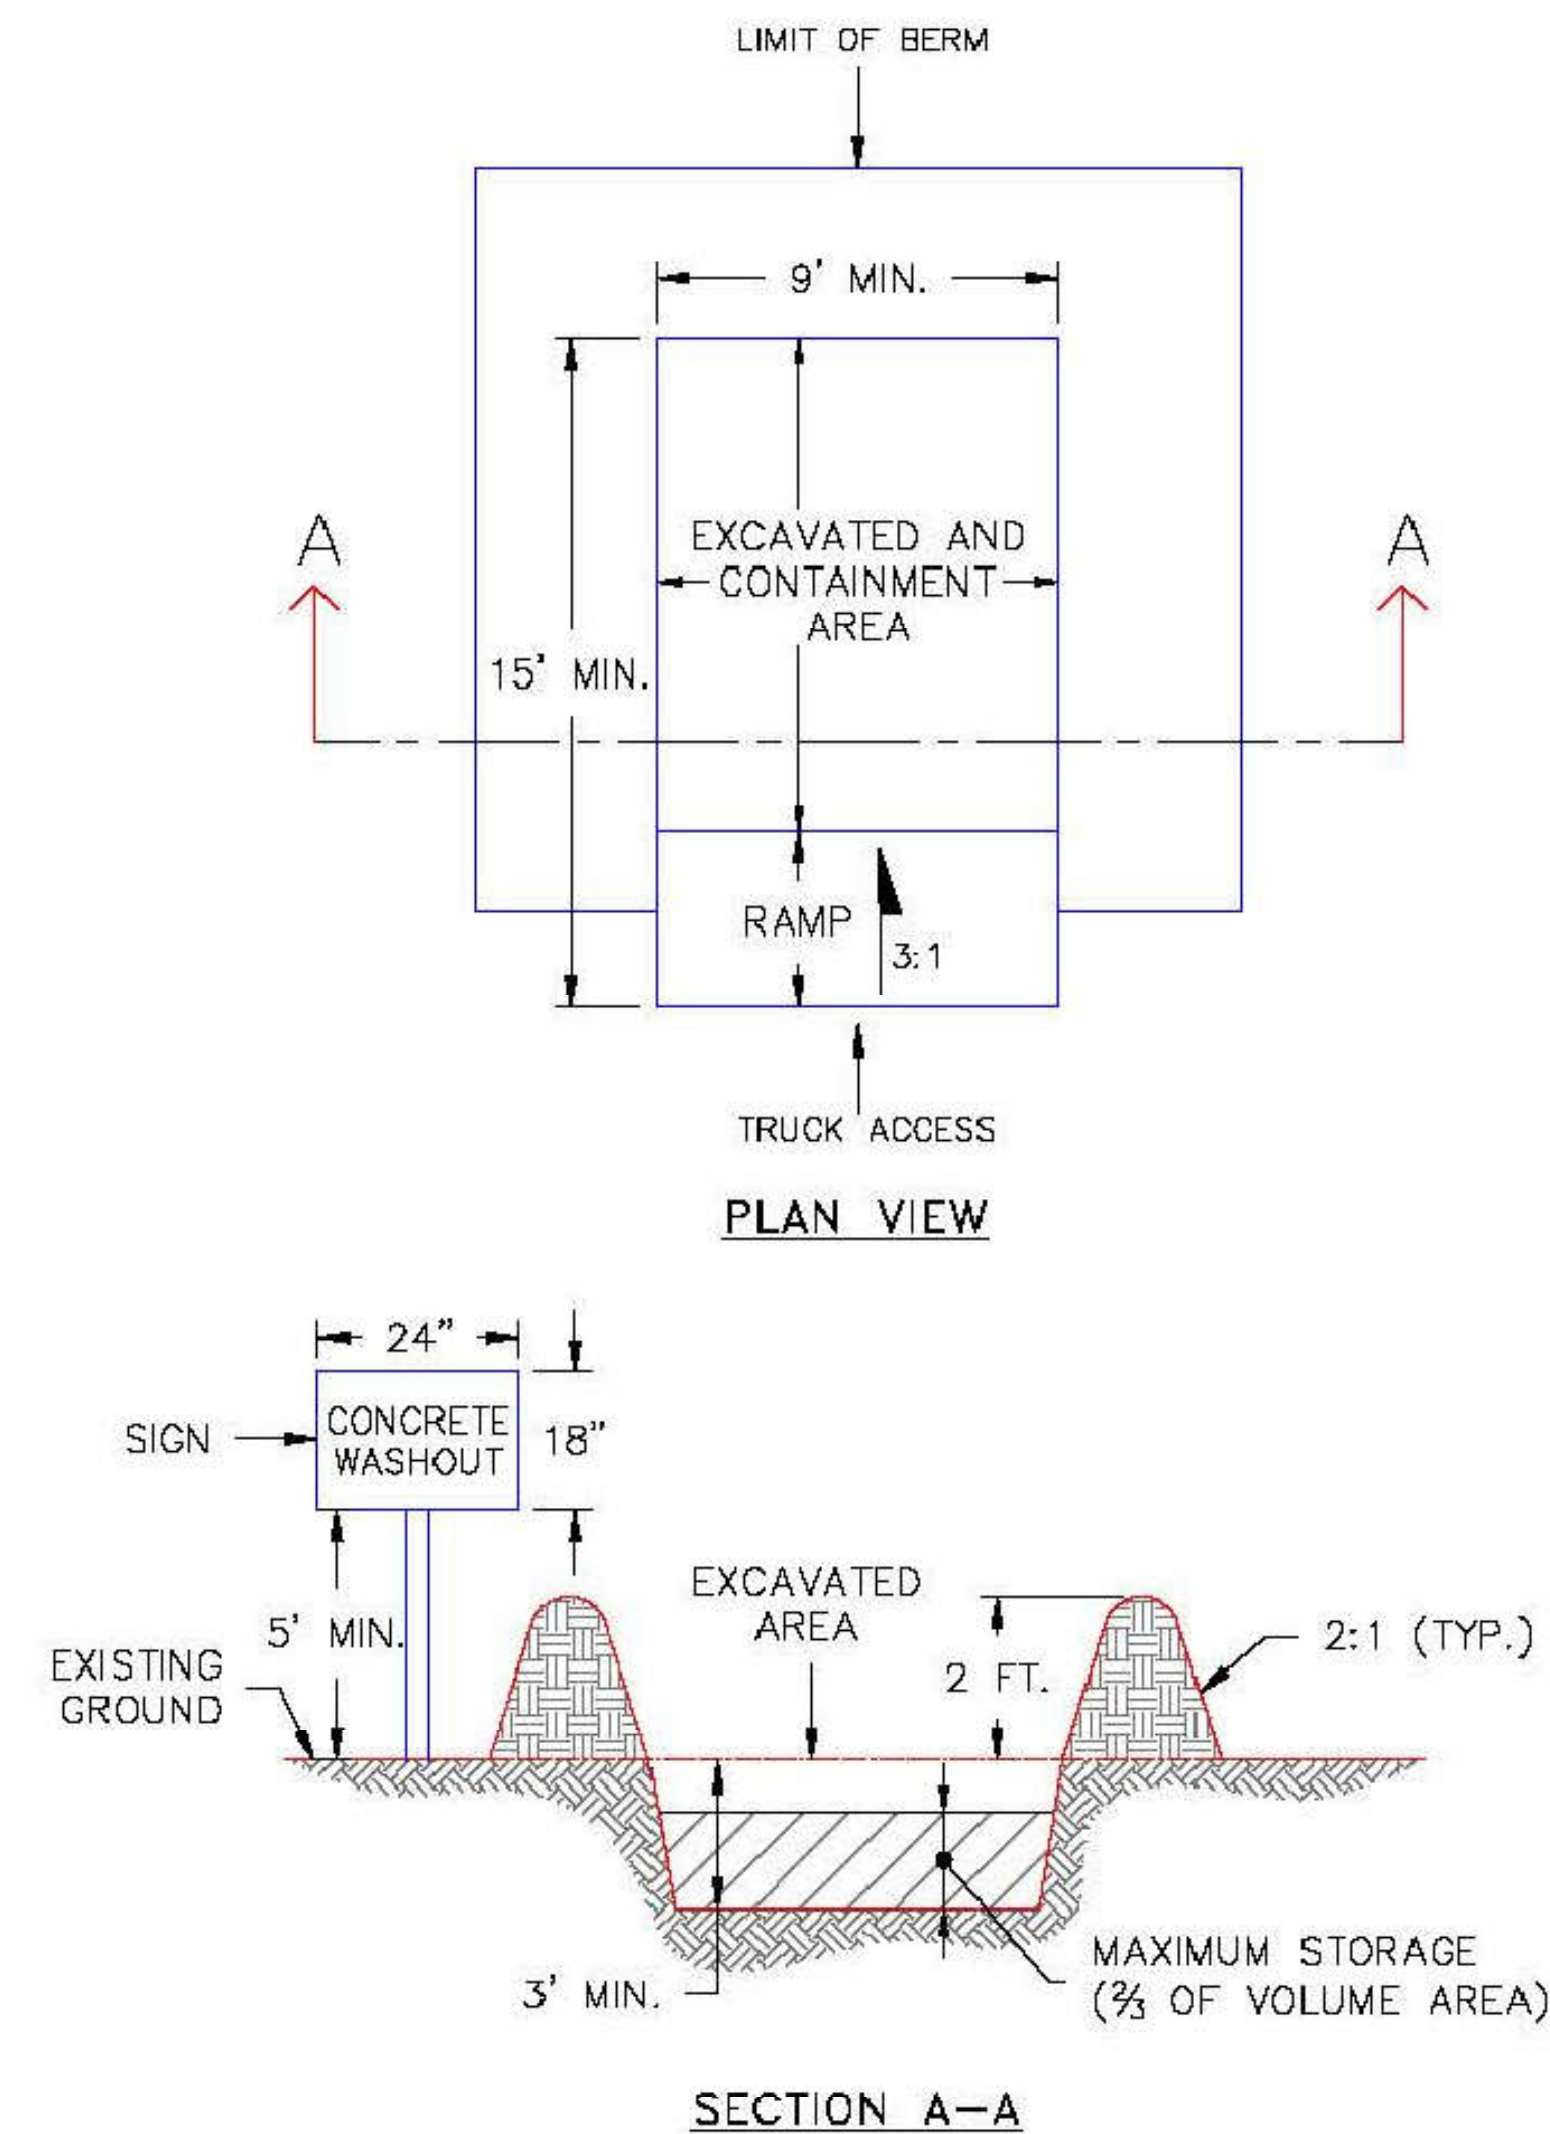 LIMIT OF BERM
9' MIN.
EXCAVATED AND
CONTAINMENT
AREA
A
A
15' MIN.
RAMP
3:1
TRUCK ACCESS
PLAN VIEW
24"
SIGN
CONCRETE
WASHOUT
18"
EXCAVATED
AREA
5' MIN.
2:1 (TYP.)
EXISTING
GROUND
2 FT.
MAXIMUM STORAGE
(⅔ OF VOLUME AREA)
3' MIN.
SECTION A-A